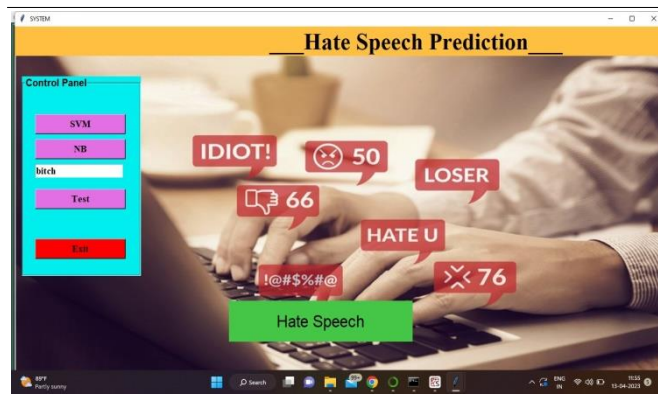 SYSTEM
___Hate Speech Prediction___
Control Panel
SVM
NB
bitch
Test
Exit
IDIOT!
50
LOSER
66
HATE U
!@#$%#@
76
Hate Speech
89°F
Partly sunny
Search
99+
ENG
IN
11:55
13-04-2023